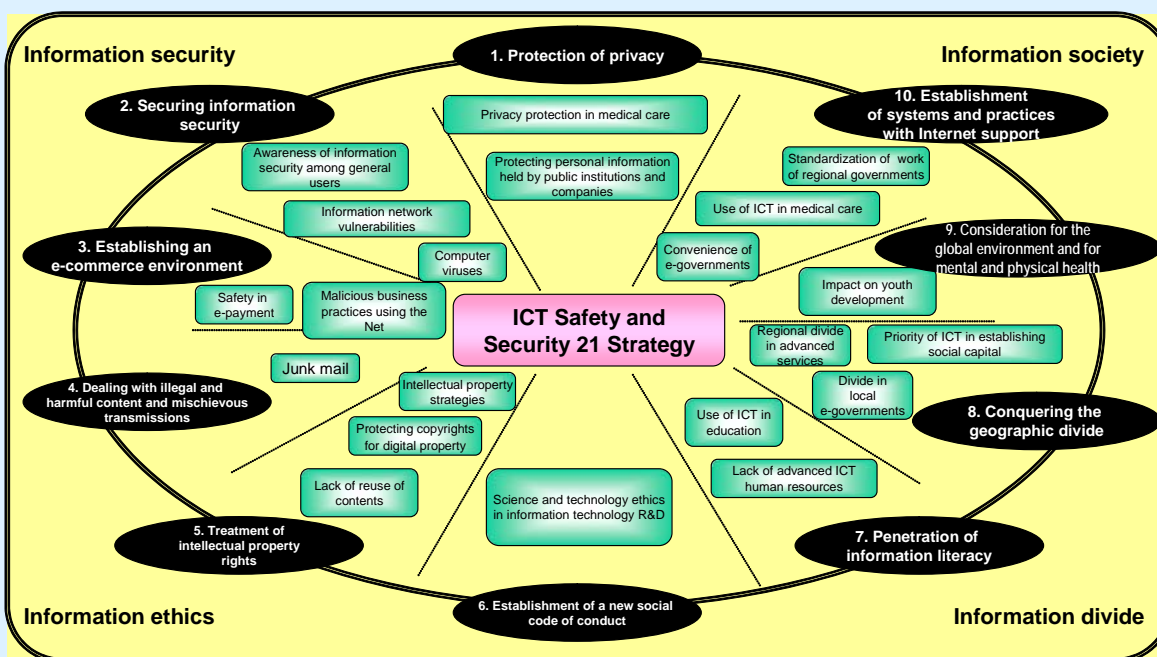 Information security
Information society
1. Protection of privacy
2. Securing information
security
10. Establishment
of systems and practices
with Internet support
Privacy protection in medical care
Awareness of information
security among general
users
Protecting personal information
held by public institutions and
companies
Standardization of work
of regional governments
Information network
vulnerabilities
Use of ICT in medical care
3. Establishing an
e-commerce environment
Computer
viruses
Convenience of
e-governments
9. Consideration for the
global environment and for
mental and physical health
Safety in
e-payment
Malicious business
practices using the
Net
ICT Safety and
Security 21 Strategy
Impact on youth
development
Regional divide
in advanced
services
Priority of ICT in establishing
social capital
Junk mail
4. Dealing with illegal and
harmful content and mischievous
transmissions
Intellectual property
strategies
Divide in
local
e-governments
8. Conquering the
geographic divide
Protecting copyrights
for digital property
Use of ICT in
education
Lack of reuse of
contents
Science and technology ethics
in information technology R&D
Lack of advanced ICT
human resources
5. Treatment of
intellectual property
rights
7. Penetration of
information literacy
6. Establishment of a new social
code of conduct
Information ethics
Information divide